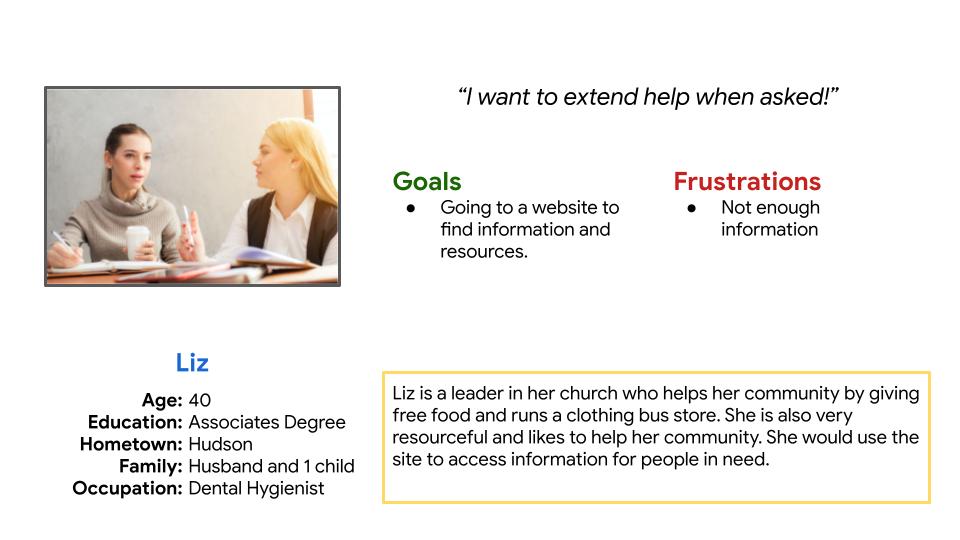 “I want to extend help when asked!”
Goals
● Going to a website to
find information and
resources.
Frustrations
● Not enough
information
Liz
Age: 40
Education: Associates Degree
Hometown: Hudson
Family: Husband and 1 child
Occupation: Dental Hygienist
Liz is a leader in her church who helps her community by giving
free food and runs a clothing bus store. She is also very
resourceful and likes to help her community. She would use the
site to access information for people in need.